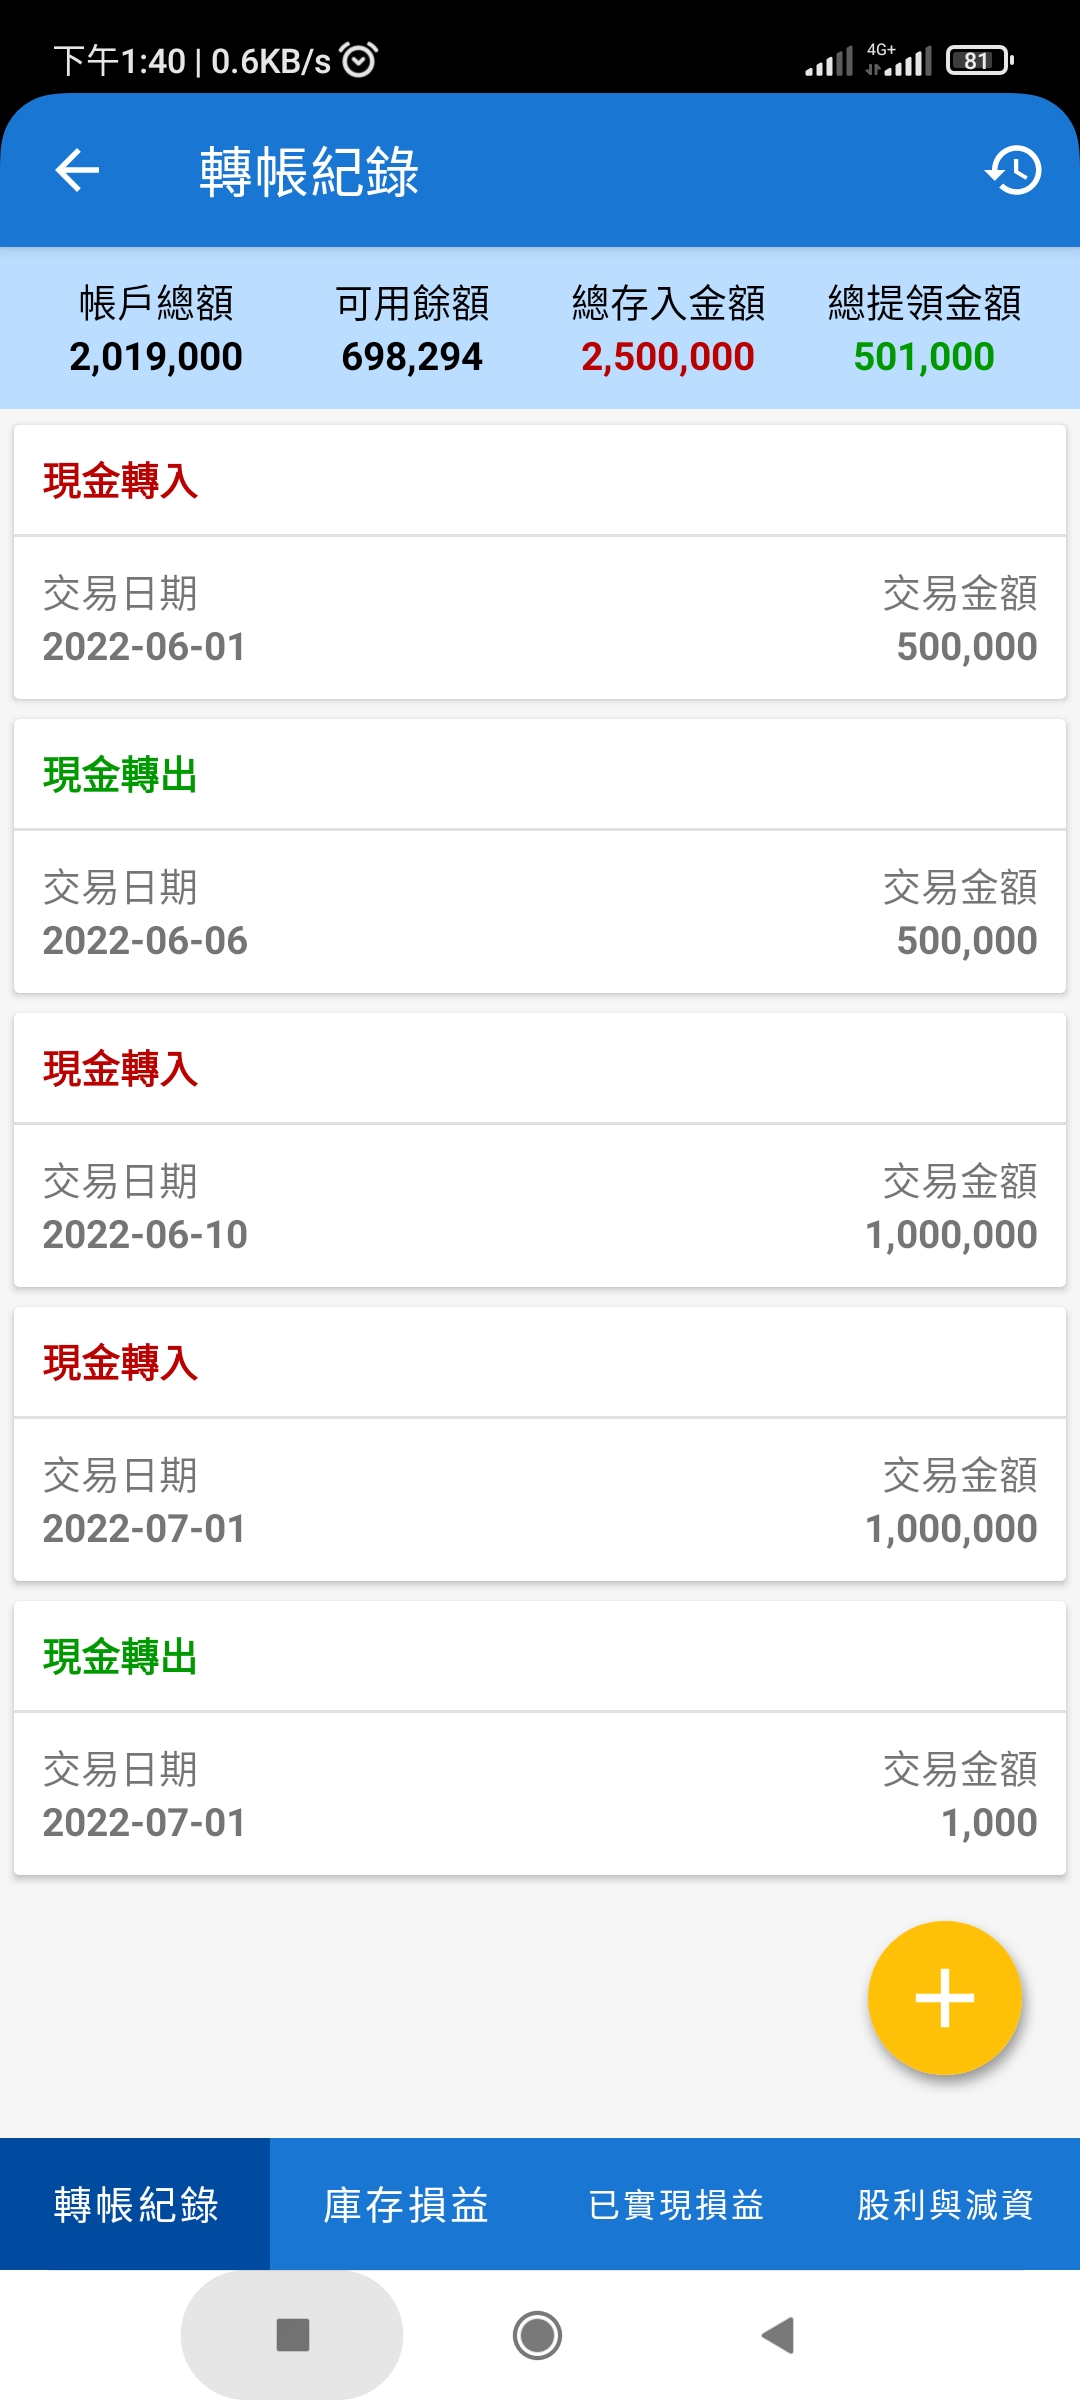 下午1:40 | 0.6KB/s
4G+
81
轉帳紀錄
帳戶總額 可用餘額 總存入金額 總提領金額
2,019,000 698,294 2,500,000 501,000
現金轉入
交易日期 交易金額
2022-06-01 500,000
現金轉出
交易日期 交易金額
2022-06-06 500,000
現金轉入
交易日期 交易金額
2022-06-10 1,000,000
現金轉入
交易日期 交易金額
2022-07-01 1,000,000
現金轉出
交易日期 交易金額
2022-07-01 1,000
轉帳紀錄 庫存損益 已實現損益 股利與減資